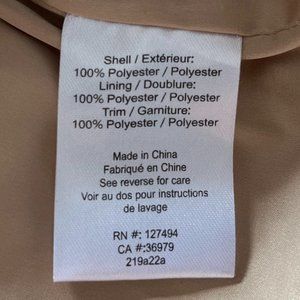 Shell / Extérieur:
100% Polyester / Polyester
Lining / Doublure:
100% Polyester / Polyester
Trim / Garniture:
100% Polyester / Polyester
Made in China
Fabriqué en Chine
See reverse for care
Voir au dos pour instructions
de lavage
RN #: 127494
CA #:36979
219a22a